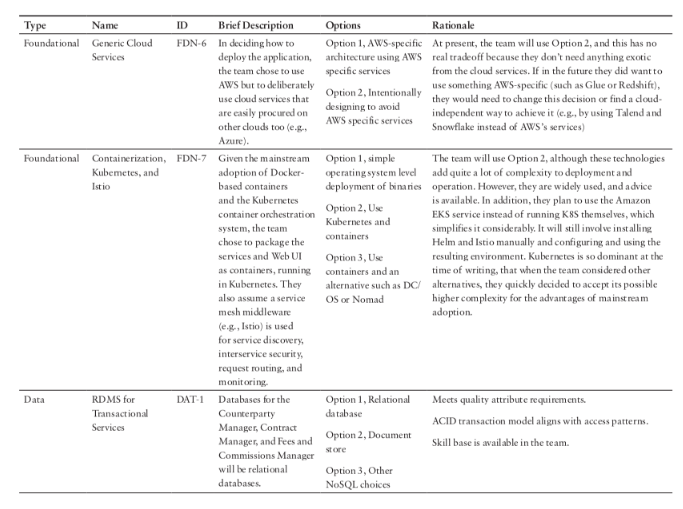 Type Name ID Brief Description Options Rationale
Foundational Generic Cloud Services FDN-6
In deciding how to
deploy the application,
the team chose to use
AWS but to deliberately
use cloud services that
are easily procured on
other clouds too (e.g.,
Azure).
Option 1, AWS-specific
architecture using AWS
specific services
Option 2, Intentionally
designing to avoid
AWS specific services
At present, the team will use Option 2, and this has no
real tradeoff because they don't need anything exotic
from the cloud services. If in the future they did want to
use something AWS-specific (such as Glue or Redshift),
they would need to change this decision or find a cloud-
independent way to achieve it (e.g., by using Talend and
Snowflake instead of AWS's services)
Foundational Containerization, Kubernetes, and Istio FDN-7
Given the mainstream
adoption of Docker-
based containers
and the Kubernetes
container orchestration
system, the team
chose to package the
services and Web UI
as containers, running
in Kubernetes. They
also assume a service
mesh middleware
(e.g., Istio) is used
for service discovery,
interservice security,
request routing, and
monitoring.
Option 1, simple
operating system level
deployment of binaries
Option 2, Use
Kubernetes and
containers
Option 3, Use
containers and an
alternative such as DC/
OS or Nomad
The team will use Option 2, although these technologies
add quite a lot of complexity to deployment and
operation. However, they are widely used, and advice
is available. In addition, they plan to use the Amazon
EKS service instead of running K8S themselves, which
simplifies it considerably. It will still involve installing
Helm and Istio manually and configuring and using the
resulting environment. Kubernetes is so dominant at the
time of writing, that when the team considered other
alternatives, they quickly decided to accept its possible
higher complexity for the advantages of mainstream
adoption.
Data RDMS for Transactional Services DAT-1
Databases for the
Counterparty
Manager, Contract
Manager, and Fees and
Commissions Manager
will be relational
databases.
Option 1, Relational
database
Option 2, Document
store
Option 3, Other
NoSQL choices
Meets quality attribute requirements.
ACID transaction model aligns with access patterns.
Skill base is available in the team.